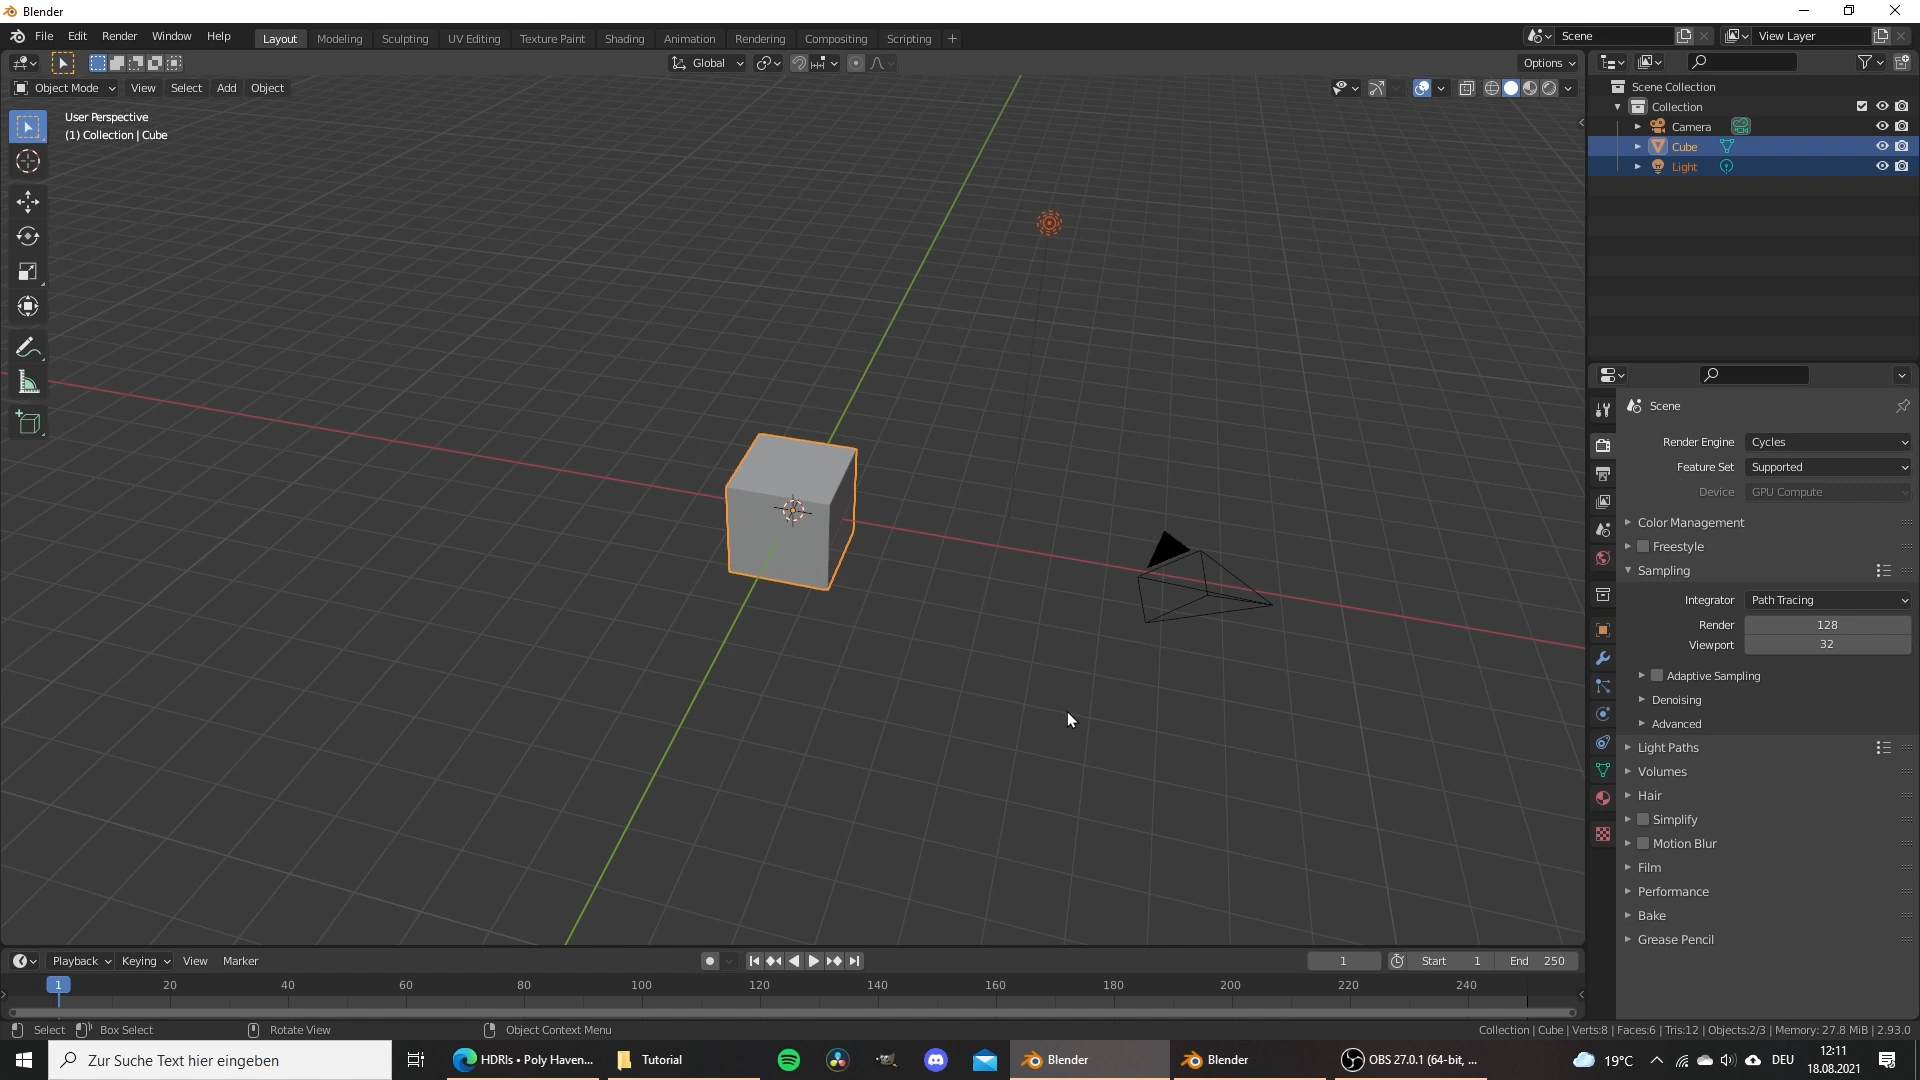 Blender
File Edit Render Window Help Layout Modeling Sculpting UV Editing Texture Paint Shading Animation Rendering Compositing Scripting + Scene View Layer
Global Options
Object Mode View Select Add Object
User Perspective
(1) Collection | Cube
Scene Collection
Collection
Camera
Cube
Light
Scene
Render Engine Cycles
Feature Set Supported
Device GPU Compute
Color Management
Freestyle
Sampling
Integrator Path Tracing
Render 128
Viewport 32
Adaptive Sampling
Denoising
Advanced
Light Paths
Volumes
Hair
Simplify
Motion Blur
Film
Performance
Bake
Grease Pencil
Playback Keying View Marker 1 Start 1 End 250
1 20 40 60 80 100 120 140 160 180 200 220 240
Select Box Select Rotate View Object Context Menu Collection | Cube | Verts:8 | Faces:6 | Tris:12 | Objects:2/3 | Memory: 27.8 MiB | 2.93.0
Zur Suche Text hier eingeben HDRIs • Poly Haven... Tutorial Blender Blender OBS 27.0.1 (64-bit, ... 19°C DEU 12:11
18.08.2021